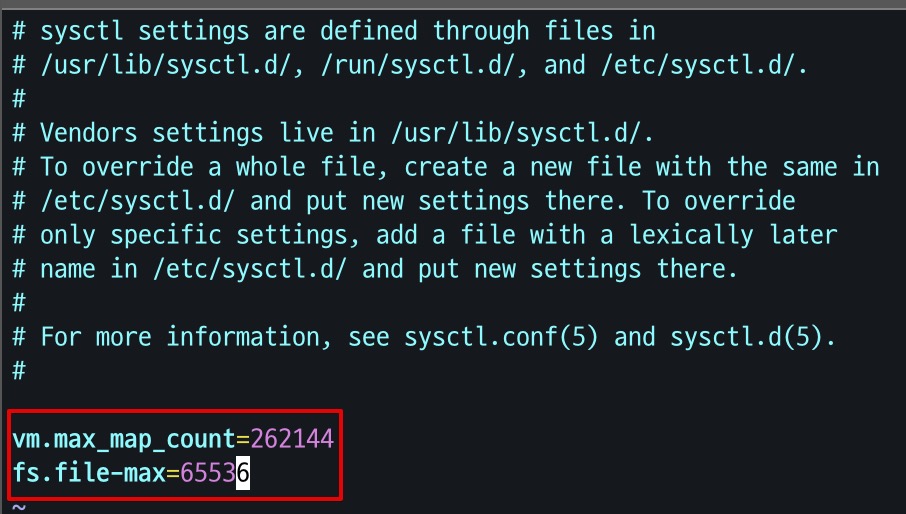 # sysctl settings are defined through files in
# /usr/lib/sysctl.d/, /run/sysctl.d/, and /etc/sysctl.d/.
#
# Vendors settings live in /usr/lib/sysctl.d/.
# To override a whole file, create a new file with the same in
# /etc/sysctl.d/ and put new settings there. To override
# only specific settings, add a file with a lexically later
# name in /etc/sysctl.d/ and put new settings there.
#
# For more information, see sysctl.conf(5) and sysctl.d(5).
#
vm.max_map_count=262144
fs.file-max=65536
~